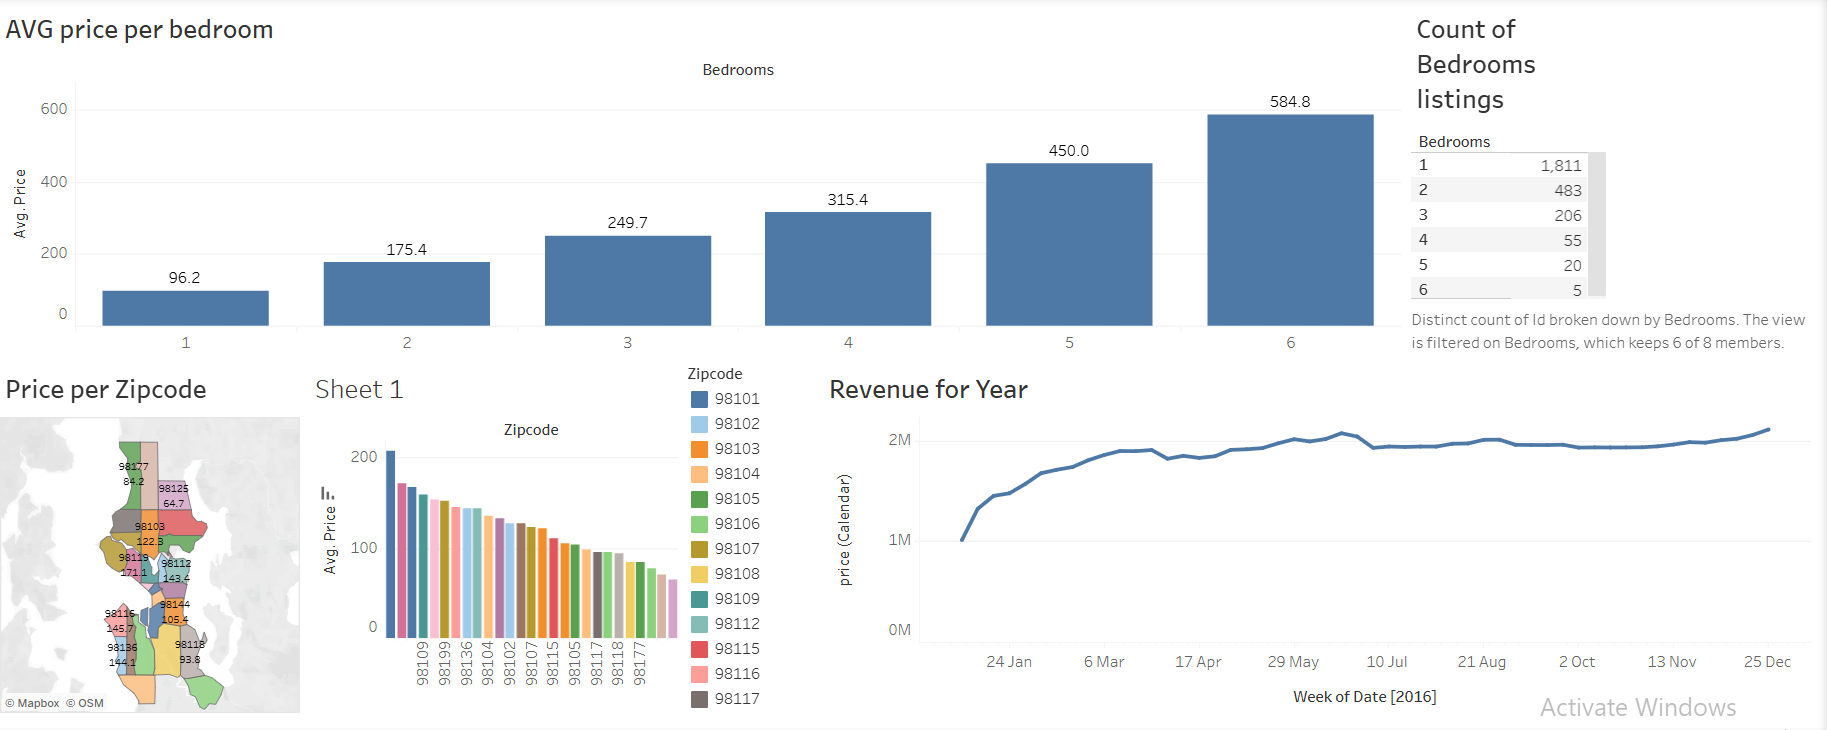 AVG price per bedroom
Bedrooms
Avg. Price
600
400
200
0
96.2
175.4
249.7
315.4
450.0
584.8
1
2
3
4
5
6
Count of
Bedrooms
listings
Bedrooms
1 1,811
2 483
3 206
4 55
5 20
6 5
Distinct count of Id broken down by Bedrooms. The view
is filtered on Bedrooms, which keeps 6 of 8 members.
Price per Zipcode
98177
84.2
98125
64.7
98103
122.3
98119
171.1
98112
143.4
98144
105.4
98116
145.7
98136
144.1
98118
93.8
© Mapbox © OSM
Sheet 1
Zipcode
Avg. Price
200
100
0
98109
98199
98136
98104
98102
98107
98115
98105
98117
98118
98177
Zipcode
98101
98102
98103
98104
98105
98106
98107
98108
98109
98112
98115
98116
98117
Revenue for Year
price (Calendar)
2M
1M
0M
24 Jan
6 Mar
17 Apr
29 May
10 Jul
21 Aug
2 Oct
13 Nov
25 Dec
Week of Date [2016]
Activate Windows